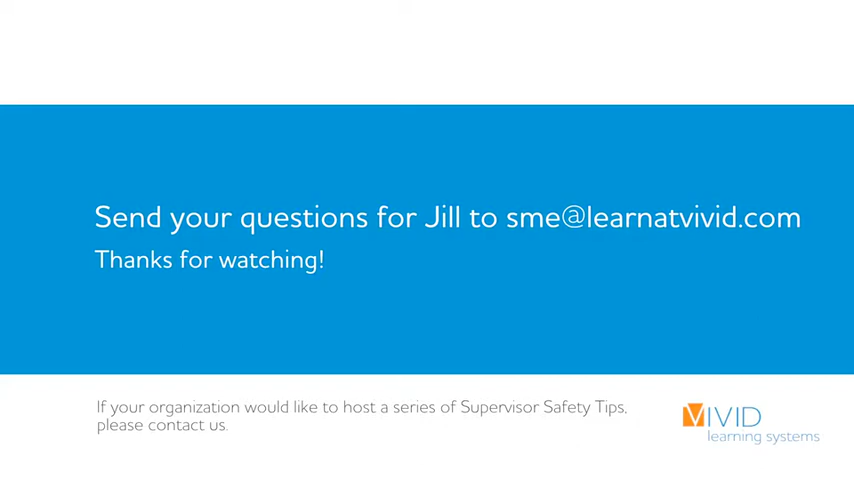 Send your questions for Jill to sme@learnatvivid.com
Thanks for watching!
If your organization would like to host a series of Supervisor Safety Tips,
please contact us.
VIVID
learning systems